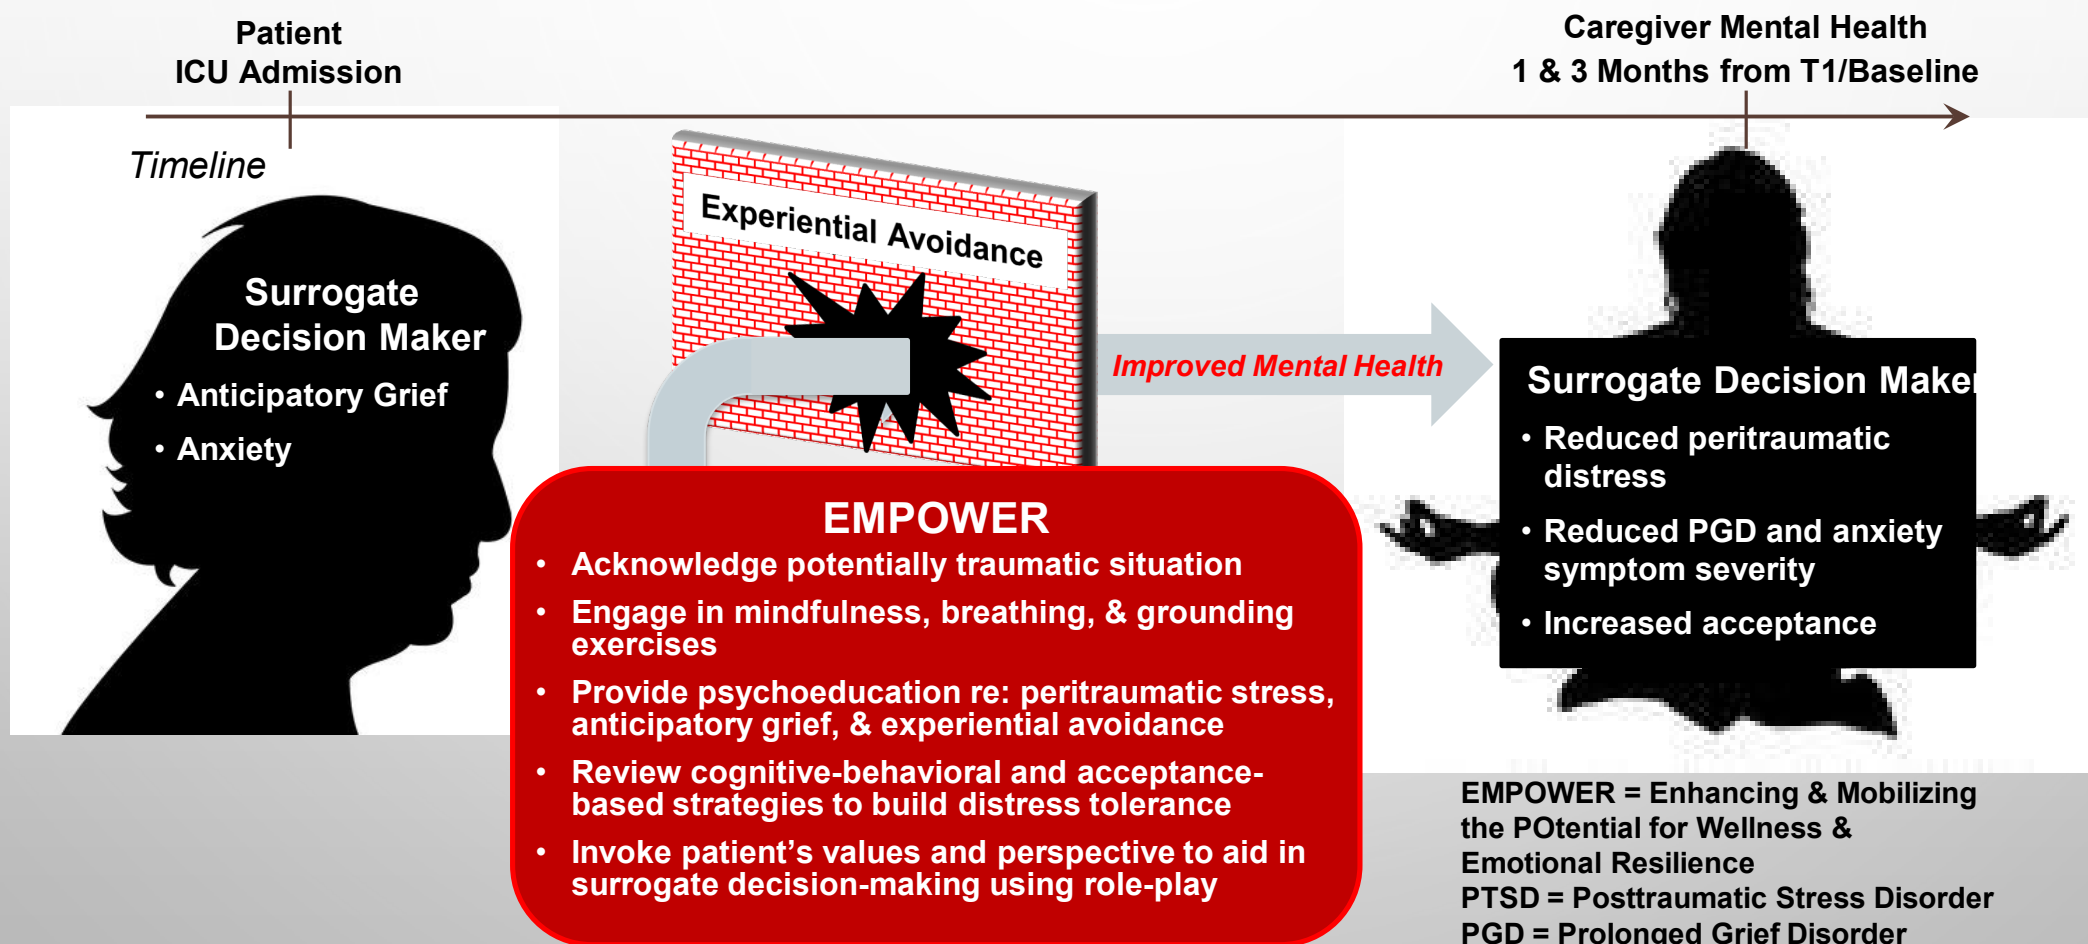 Patient
ICU Admission
Caregiver Mental Health
1 & 3 Months from T1/Baseline
Timeline
Surrogate
Decision Maker
• Anticipatory Grief
• Anxiety
Experiential Avoidance
Improved Mental Health
EMPOWER
• Acknowledge potentially traumatic situation
• Engage in mindfulness, breathing, & grounding
exercises
• Provide psychoeducation re: peritraumatic stress,
anticipatory grief, & experiential avoidance
• Review cognitive-behavioral and acceptance-
based strategies to build distress tolerance
• Invoke patient’s values and perspective to aid in
surrogate decision-making using role-play
Surrogate Decision Maker
• Reduced peritraumatic
distress
• Reduced PGD and anxiety
symptom severity
• Increased acceptance
EMPOWER = Enhancing & Mobilizing
the POtential for Wellness &
Emotional Resilience
PTSD = Posttraumatic Stress Disorder
PGD = Prolonged Grief Disorder